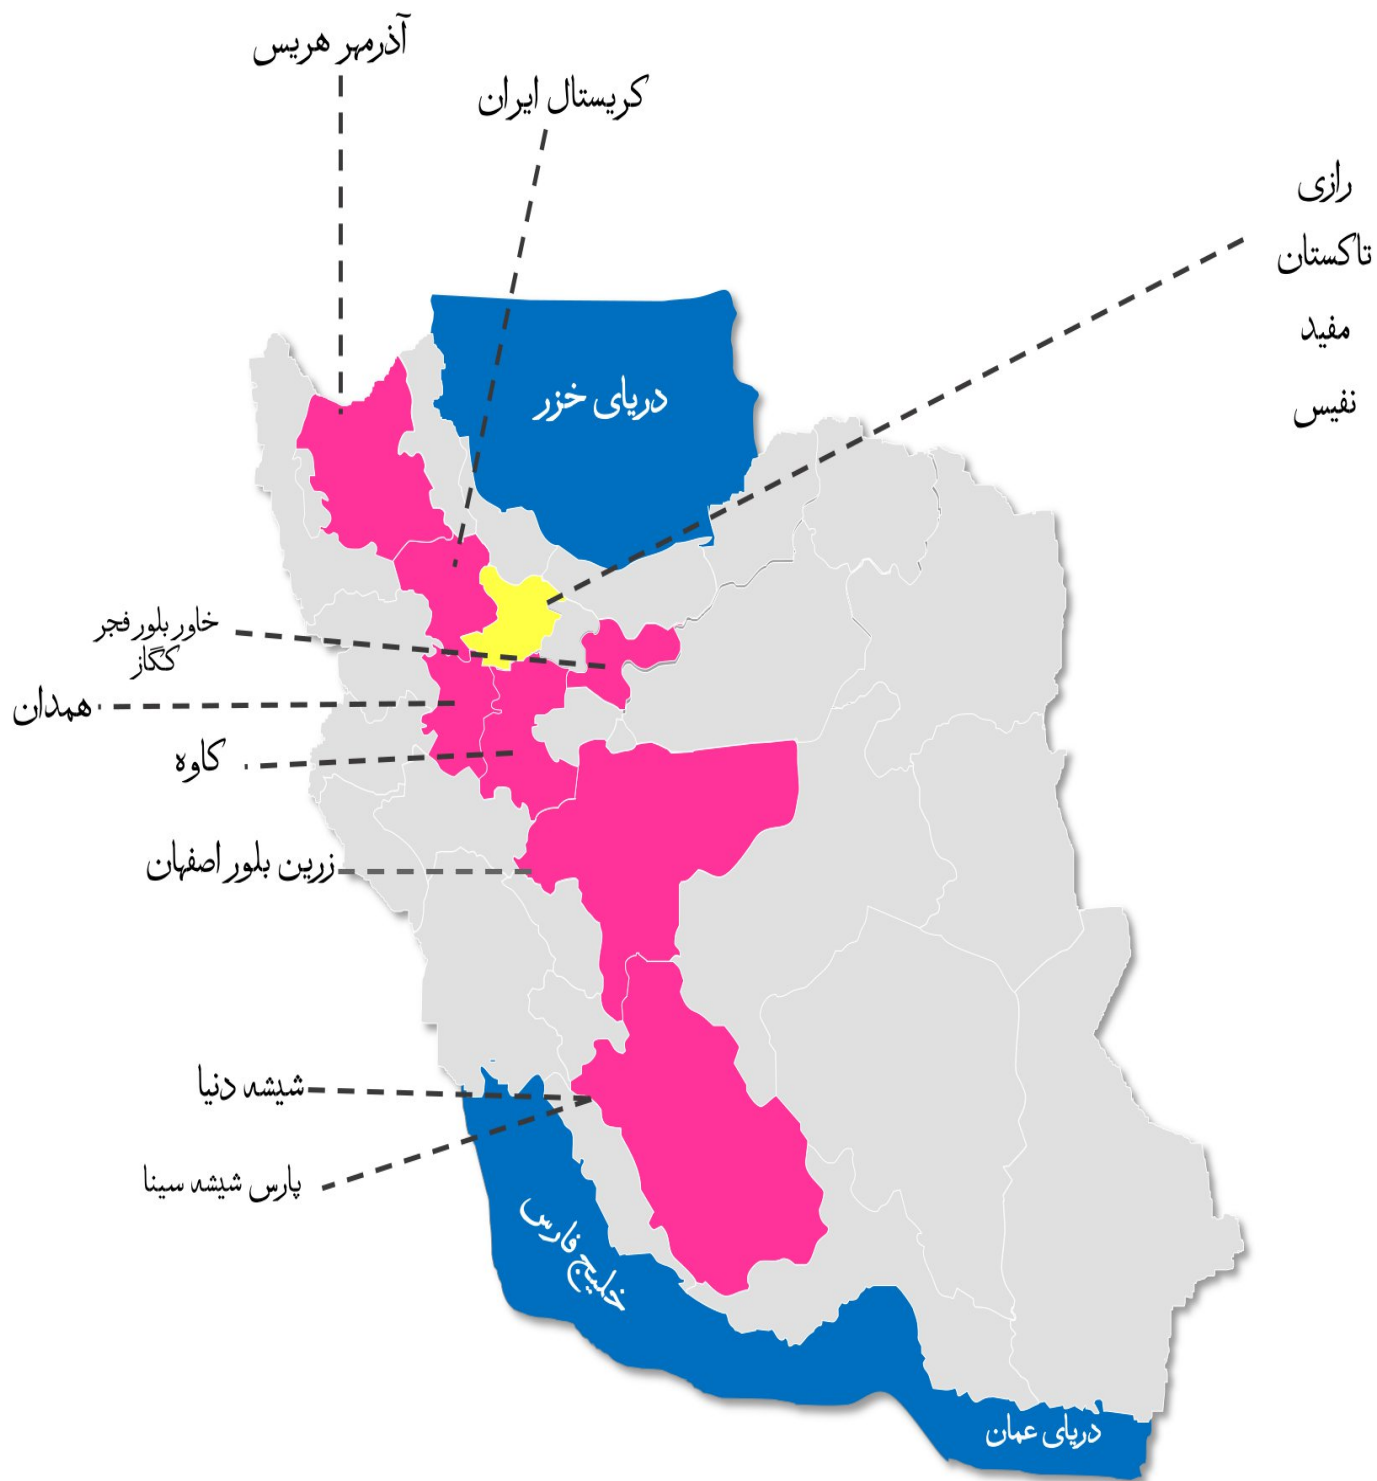 آذرمهر هریس
کریستال ایران
رازی
تاکستان
مفید
نفیس
دریای خزر
خاور بلور فجر
کگاز
همدان
کاوه
زرین بلور اصفهان
شیشه دنیا
پارس شیشه سینا
خلیج فارس
دریای عمان